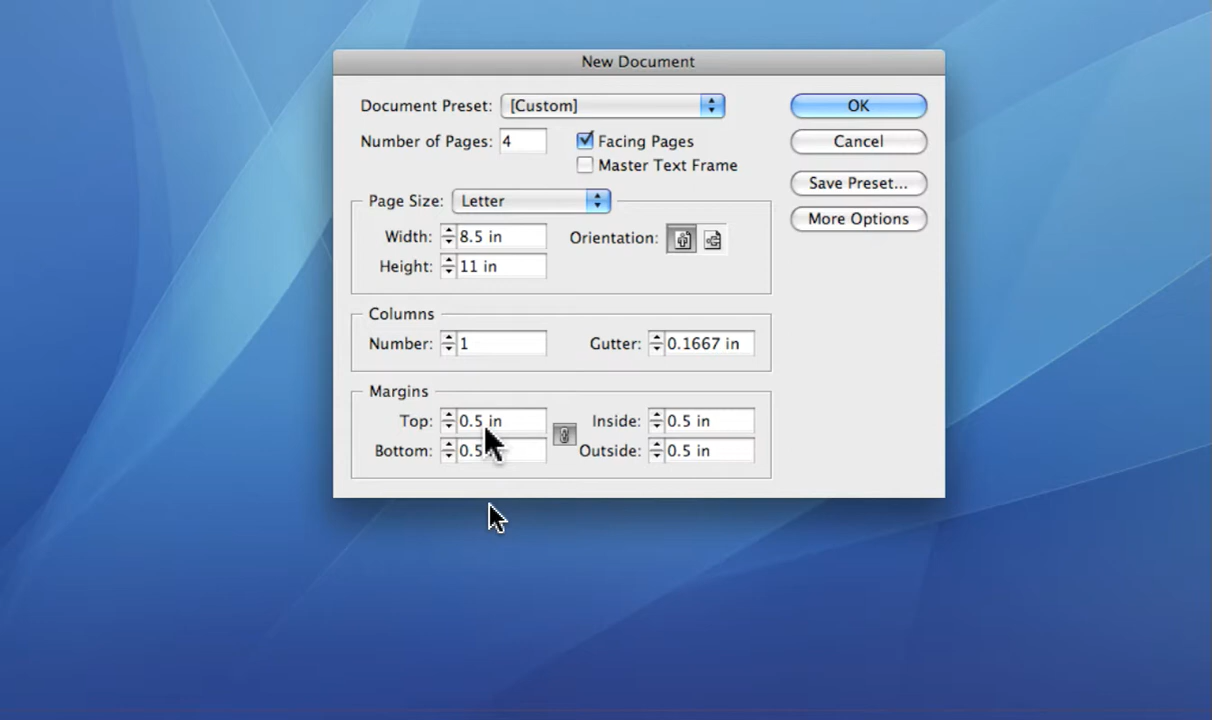 New Document
Document Preset: [Custom] OK
Number of Pages: 4 Facing Pages Cancel
Master Text Frame
Save Preset...
Page Size: Letter
More Options
Width: 8.5 in Orientation:
Height: 11 in
Columns
Number: 1 Gutter: 0.1667 in
Margins
Top: 0.5 in Inside: 0.5 in
Bottom: 0.5 Outside: 0.5 in